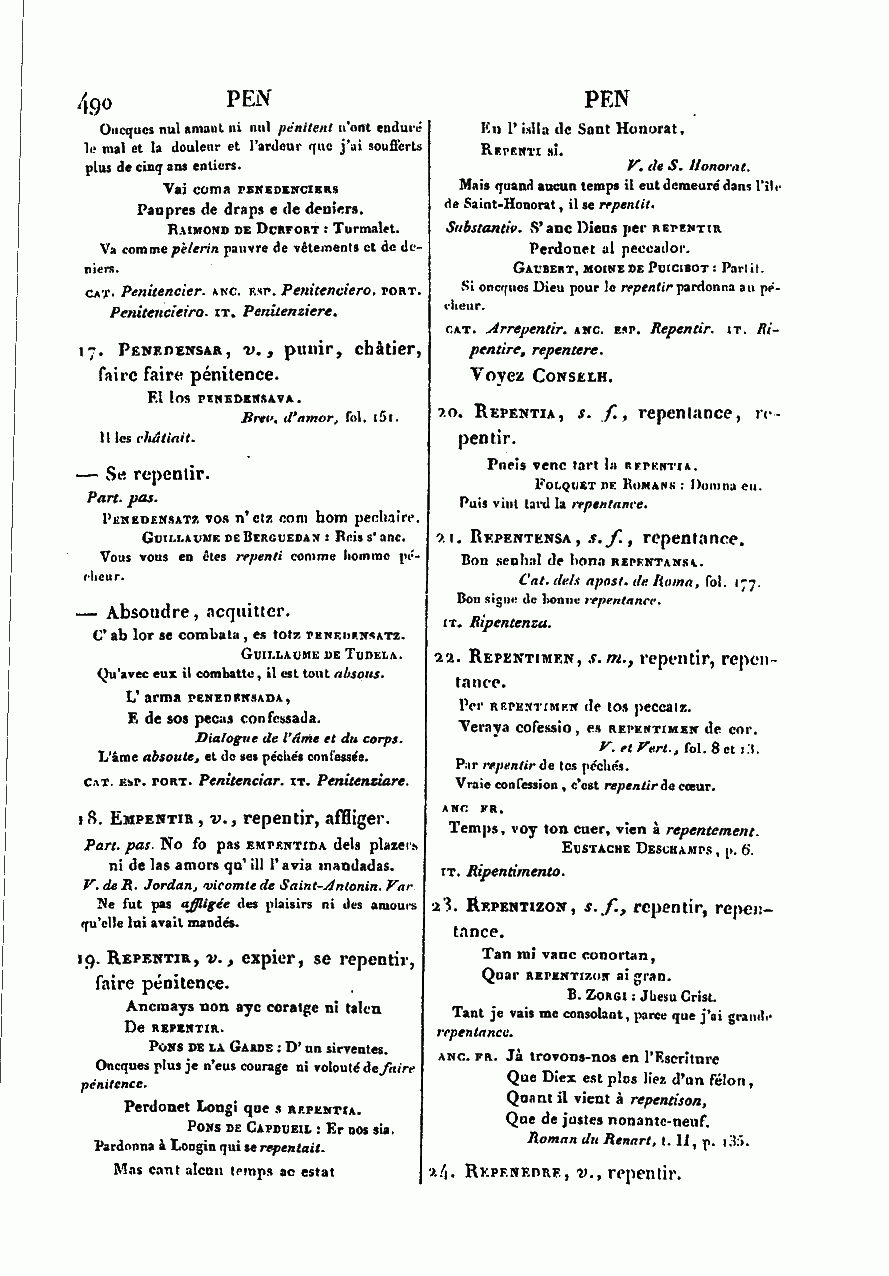 490 PEN PEN
Oncques nul amant ni nul pénitent n'ont enduré
le mal et la douleur et l'ardeur que j'ai soufferts
plus de cinq ans entiers.
Vai coma PENEDENCIERS
Paupres de draps e de deniers.
RAIMOND DE DURFORT : Turmalet.
Va comme pèlerin pauvre de vêtements et de de-
niers.
CAT. Penitencier. ANC. ESP. Penitenciero. PORT.
Penitencieiro. IT. Penitenziere.
17. PENEDENSAR, v., punir, châtier,
faire faire pénitence.
El los PENEDENSAVA.
Brev. d'amor, fol. 151.
Il les châtiait.
— Se repentir.
Part. pas.
PENEDENSATZ vos n'etz com hom pechaire.
GUILLAUME DE BERGUEDAN : Reis s'anc.
Vous vous en êtes repenti comme homme pé-
cheur.
— Absoudre, acquitter.
C'ab lor se combata, es totz PENEDENSATZ.
GUILLAUME DE TUDELA.
Qu'avec eux il combatte, il est tout absous.
L'arma PENEDENSADA,
E de sos pecas confessada.
Dialogue de l'âme et du corps.
L'âme absoute, et de ses péchés confessée.
CAT. ESP. PORT. Penitenciar. IT. Penitenziare.
18. EMPENTIR, v., repentir, affliger.
Part. pas. No fo pas EMPENTIDA dels plazers
ni de las amors qu'ill l'avia mandadas.
V. de R. Jordan, vicomte de Saint-Antonin. Var
Ne fut pas affligée des plaisirs ni des amours
qu'elle lui avait mandés.
19. REPENTIR, v., expier, se repentir,
faire pénitence.
Ancmays non ayc coratge ni talen
De REPENTIR.
PONS DE LA GARDE : D'un sirventes.
Oncques plus je n'eus courage ni volouté de faire
pénitence.
Perdonet Longi que s REPENTIA.
PONS DE CAPDUEIL : Er nos sia.
Pardonna à Longin qui se repentait.
Mas cant alcun temps ac estat
En l'islla de Sant Honorat,
REPENTI si.
V. de S. Honorat.
Mais quand aucun temps il eut demeuré dans l'île
de Saint-Honorat, il se repentit.
Substantiv. S'anc Dieus per REPENTIR
Perdonet al peccador.
GAUBERT, MOINE DE PUICIBOT : Partit.
Si oncques Dieu pour le repentir pardonna au pé-
cheur.
CAT. Arrepentir. ANC. ESP. Repentir. IT. Ri-
pentire, repentere.
Voyez CONSELH.
20. REPENTIA, s. f., repentance, re-
pentir.
Pueis venc tart la REPENTIA.
FOLQUET DE ROMANS : Domna eu.
Puis vint tard la repentance.
21. REPENTENSA, s. f., repentance.
Bon senhal de bona REPENTANSA.
Cat. dels apost. de Roma, fol. 177.
Bon signe de bonne repentance.
IT. Ripentenza.
22. REPENTIMEN, s. m., repentir, repen-
tance.
Per REPENTIMEN de tos peccatz.
Veraya cofessio, es REPENTIMEN de cor.
V. et Vert., fol. 8 et 13.
Par repentir de tes péchés.
Vraie confession, c'est repentir de cœur.
ANC FR.
Temps, voy ton cuer, vien à repentement.
EUSTACHE DESCHAMPS, p. 6.
IT. Ripentimento.
23. REPENTIZON, s. f., repentir, repen-
tance.
Tan mi vauc conortan,
Quar REPENTIZON ai gran.
B. ZORGI : Jhesu Crist.
Tant je vais me consolant, parce que j'ai grande
repentance.
ANC. FR. Jà trovons-nos en l'Escriture
Que Diex est plus liez d'un félon,
Quant il vient à repentison,
Que de justes nonante-neuf.
Roman du Renart, t. II, p. 135.
24. REPENEDRE, v., repentir.